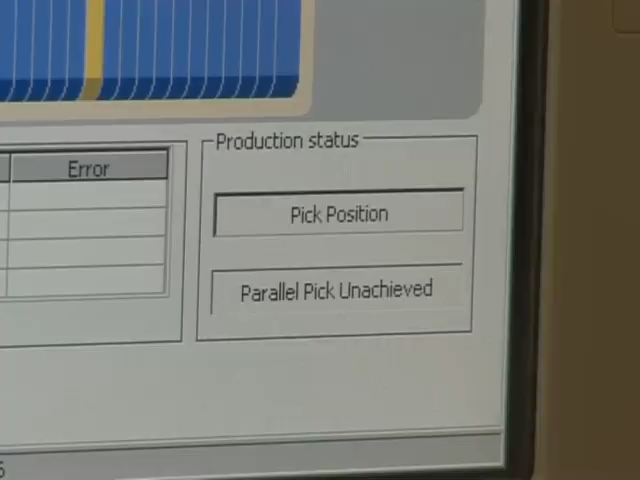 Production status
Error
Pick Position
Parallel Pick Unachieved